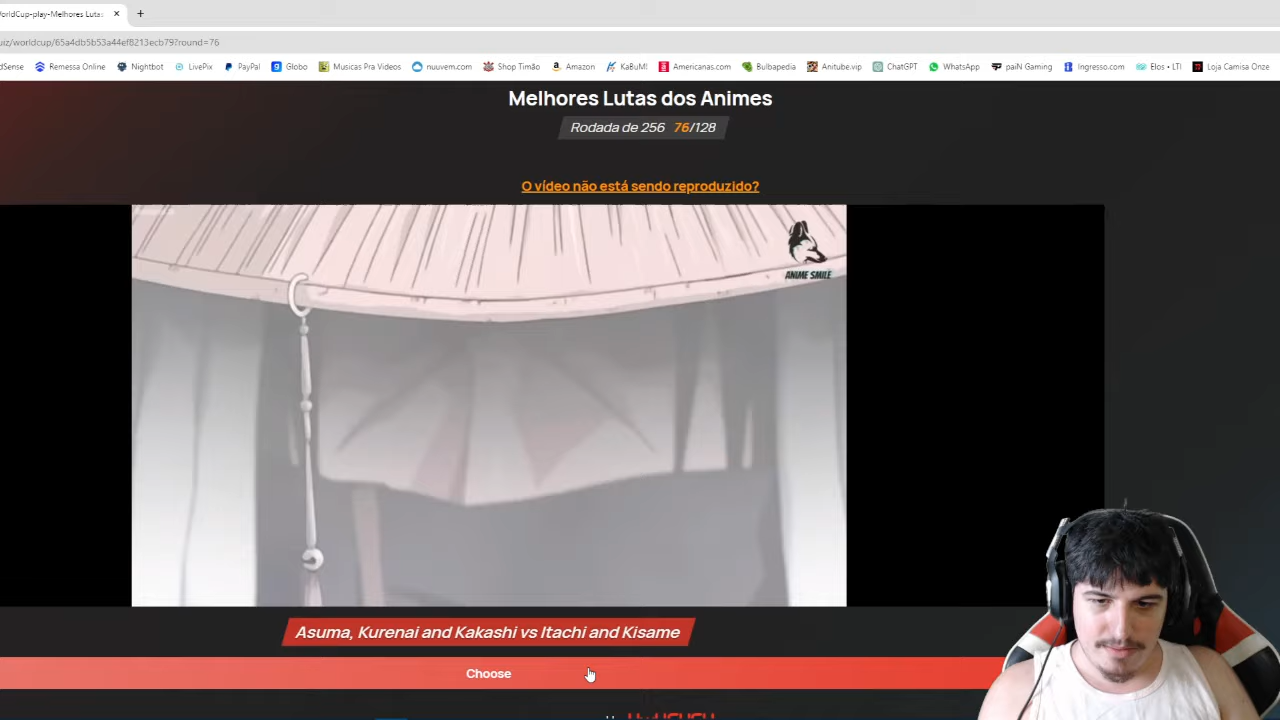 WorldCup-play-Melhores Lutas
uiz/worldcup/65a4db5b53a44ef8213ecb79?round=76
dSense Remessa Online Nightbot LivePix PayPal Globo Musicas Pra Videos nuuvem.com Shop Timão Amazon KaBuM! Americanas.com Bulbapedia Anitube.vip ChatGPT WhatsApp paiN Gaming Ingresso.com Elos • LTI Loja Camisa Onze
Melhores Lutas dos Animes
Rodada de 256 76/128
O vídeo não está sendo reproduzido?
ANIME SMILE
Asuma, Kurenai and Kakashi vs Itachi and Kisame
Choose